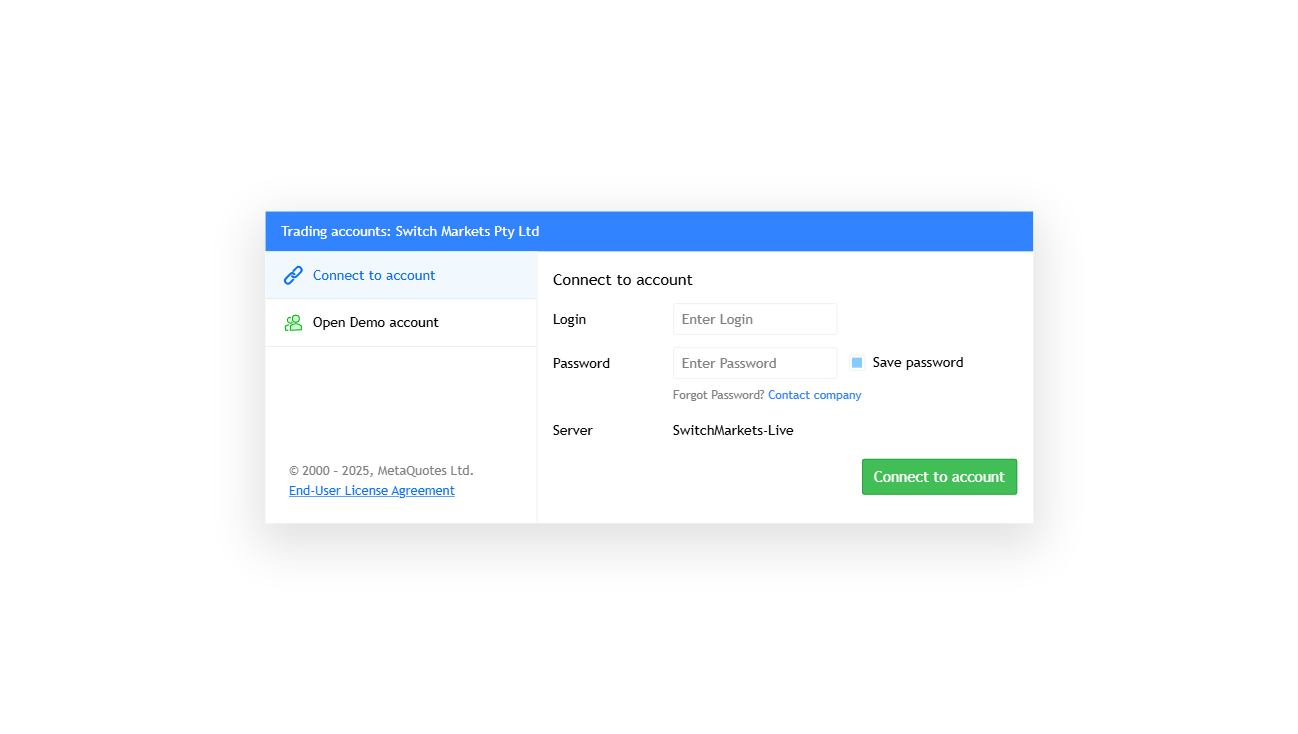 Trading accounts: Switch Markets Pty Ltd
Connect to account
Open Demo account
© 2000 - 2025, MetaQuotes Ltd.
End-User License Agreement
Connect to account
Login Enter Login
Password Enter Password Save password
Forgot Password? Contact company
Server SwitchMarkets-Live
Connect to account